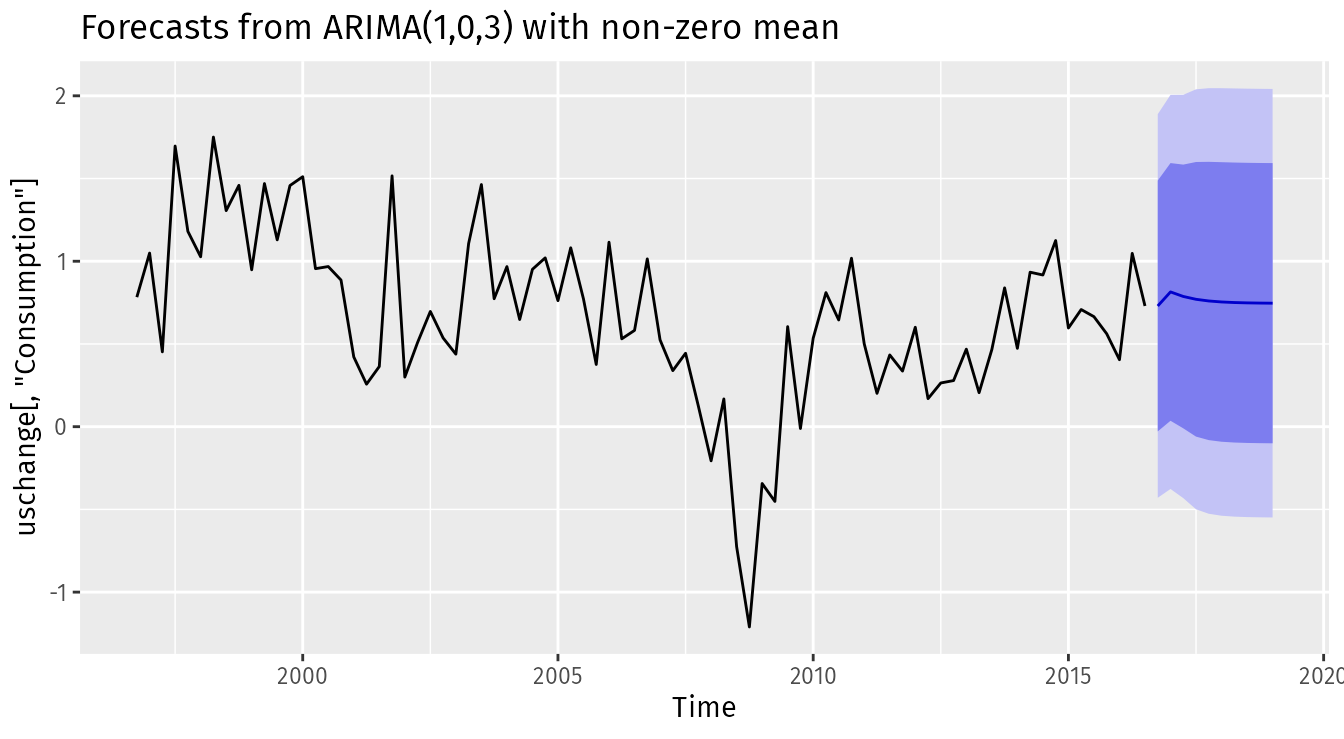 Forecasts from ARIMA(1,0,3) with non-zero mean
uschange[, "Consumption"]
2
1
0
-1
2000 2005 2010 2015 2020
Time